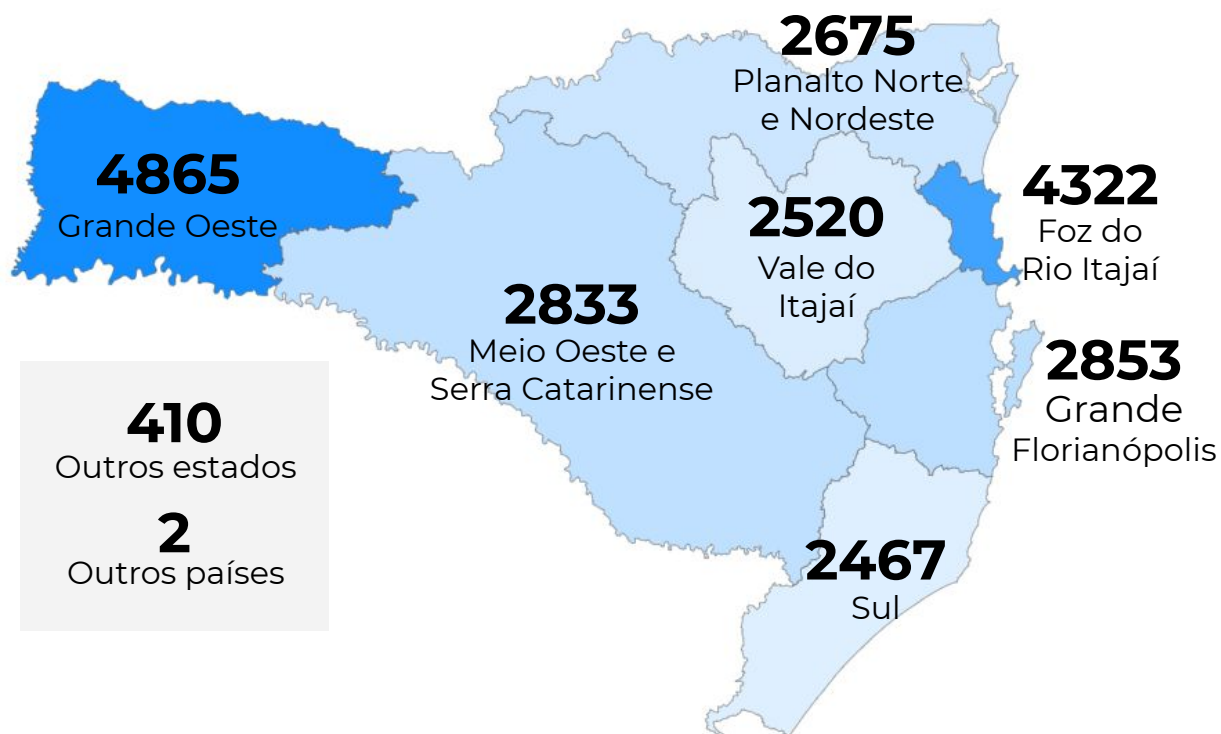 2675
Planalto Norte
e Nordeste
4865
Grande Oeste
4322
Foz do
Rio Itajaí
2520
Vale do
Itajaí
2833
Meio Oeste e
Serra Catarinense
2853
Grande
Florianópolis
410
Outros estados
2
Outros países
2467
Sul